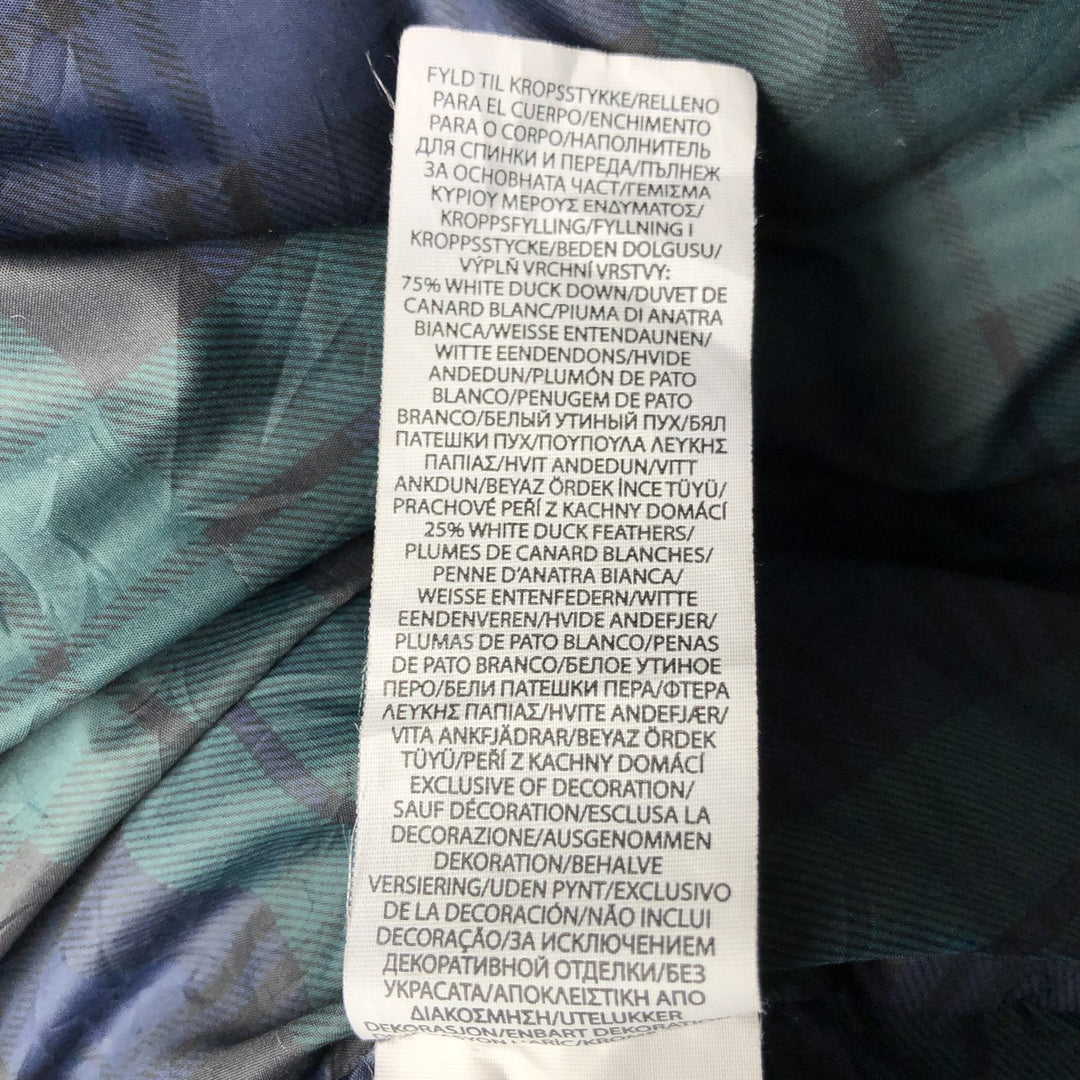 FYLD TIL KROPSSTYKKE/RELLENO
PARA EL CUERPO/ENCHIMENTO
PARA O CORPO/НАПОЛНИТЕЛЬ
ДЛЯ СПИНКИ И ПЕРЕДА/ПЪЛНЕЖ
ЗА ОСНОВНАТА ЧАСТ/ΓΕΜΙΣΜΑ
ΚΥΡΙΟΥ ΜΕΡΟΥΣ ΕΝΔΥΜΑΤΟΣ/
KROPPSFYLLING/FYLLNING I
KROPPSSTYCKE/BEDEN DOLGUSU/
VÝPLŇ VRCHNÍ VRSTVY:
75% WHITE DUCK DOWN/DUVET DE
CANARD BLANC/PIUMA DI ANATRA
BIANCA/WEISSE ENTENDAUNEN/
WITTE EENDENDONS/HVIDE
ANDEDUN/PLUMÓN DE PATO
BLANCO/PENUGEM DE PATO
BRANCO/БЕЛЫЙ УТИНЫЙ ПУХ/БЯЛ
ПАТЕШКИ ПУХ/ΠΟΥΠΟΥΛΑ ΛΕΥΚΗΣ
ΠΑΠΙΑΣ/HVIT ANDEDUN/VITT
ANKDUN/BEYAZ ÖRDEK İNCE TÜYÜ/
PRACHOVÉ PEŘÍ Z KACHNY DOMÁCÍ
25% WHITE DUCK FEATHERS/
PLUMES DE CANARD BLANCHES/
PENNE D'ANATRA BIANCA/
WEISSE ENTENFEDERN/WITTE
EENDENVEREN/HVIDE ANDEFJER/
PLUMAS DE PATO BLANCO/PENAS
DE PATO BRANCO/БЕЛОЕ УТИНОЕ
ПЕРО/БЕЛИ ПАТЕШКИ ПЕРА/ΦΤΕΡΑ
ΛΕΥΚΗΣ ΠΑΠΙΑΣ/HVITE ANDEFJÆR/
VITA ANKFJÄDRAR/BEYAZ ÖRDEK
TÜYÜ/PEŘÍ Z KACHNY DOMÁCÍ
EXCLUSIVE OF DECORATION/
SAUF DÉCORATION/ESCLUSA LA
DECORAZIONE/AUSGENOMMEN
DEKORATION/BEHALVE
VERSIERING/UDEN PYNT/EXCLUSIVO
DE LA DECORACIÓN/NÃO INCLUI
DECORAÇÃO/ЗА ИСКЛЮЧЕНИЕМ
ДЕКОРАТИВНОЙ ОТДЕЛКИ/БЕЗ
УКРАСАТА/ΑΠΟΚΛΕΙΣΤΙΚΗ ΑΠΟ
ΔΙΑΚΟΣΜΗΣΗ/UTELUKKER
DEKORASJON/ENBART DEKORATION